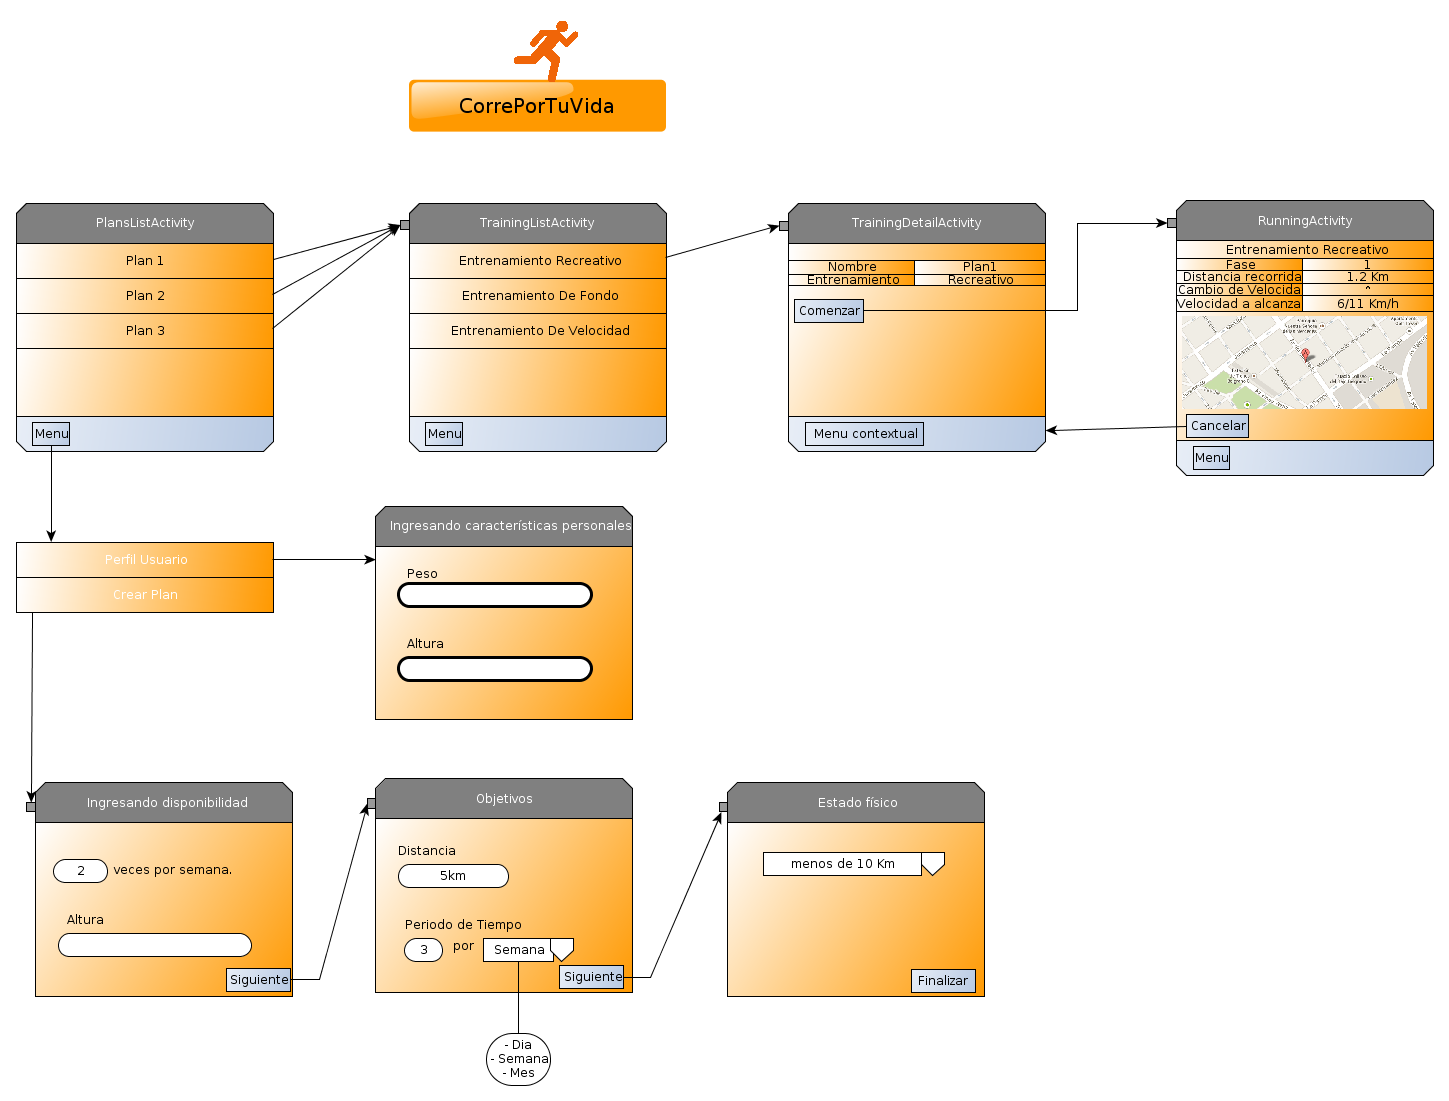 CorrePorTuVida
PlansListActivity
Plan 1
Plan 2
Plan 3
Menu
TrainingListActivity
Entrenamiento Recreativo
Entrenamiento De Fondo
Entrenamiento De Velocidad
Menu
TrainingDetailActivity
Nombre Plan1
Entrenamiento Recreativo
Comenzar
Menu contextual
RunningActivity
Entrenamiento Recreativo
Fase 1
Distancia recorrida 1.2 Km
Cambio de Velocida ^
Velocidad a alcanza 6/11 Km/h
Cancelar
Menu
Perfil Usuario
Crear Plan
Ingresando características personales
Peso
Altura
Ingresando disponibilidad
2 veces por semana.
Altura
Siguiente
Objetivos
Distancia
5km
Periodo de Tiempo
3 por Semana
Siguiente
- Dia
- Semana
- Mes
Estado físico
menos de 10 Km
Finalizar